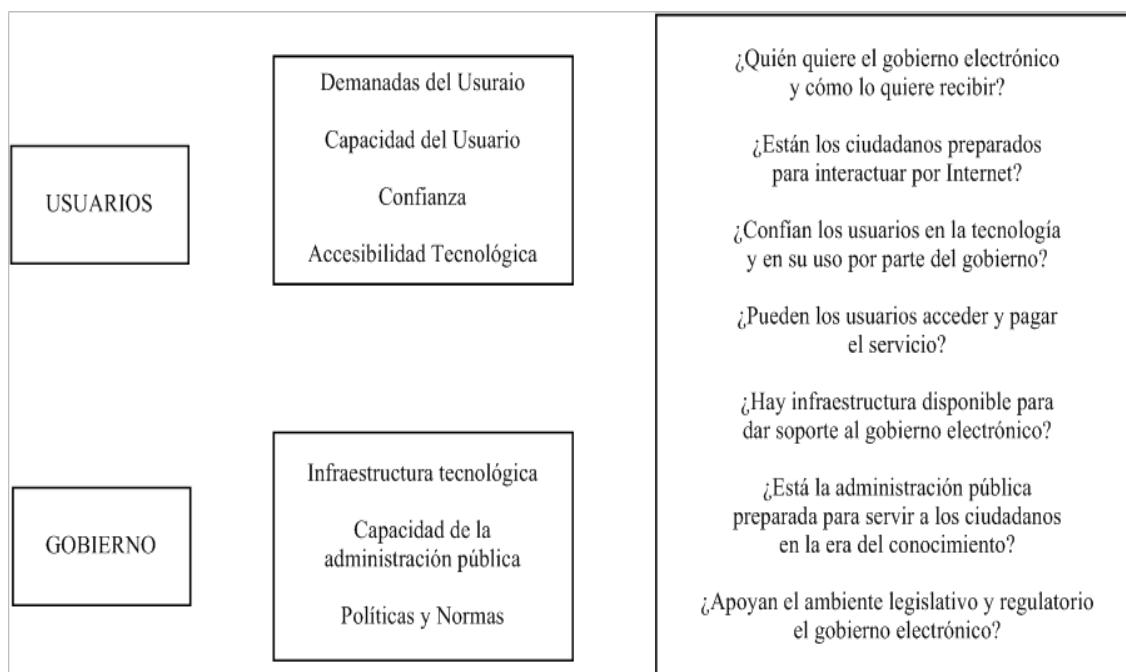 USUARIOS
Demanadas del Usuraio
Capacidad del Usuario
Confianza
Accesibilidad Tecnológica
¿Quién quiere el gobierno electrónico
y cómo lo quiere recibir?
¿Están los ciudadanos preparados
para interactuar por Internet?
¿Confían los usuarios en la tecnología
y en su uso por parte del gobierno?
¿Pueden los usuarios acceder y pagar
el servicio?
GOBIERNO
Infraestructura tecnológica
Capacidad de la
administración pública
Políticas y Normas
¿Hay infraestructura disponible para
dar soporte al gobierno electrónico?
¿Está la administración pública
preparada para servir a los ciudadanos
en la era del conocimiento?
¿Apoyan el ambiente legislativo y regulatorio
el gobierno electrónico?